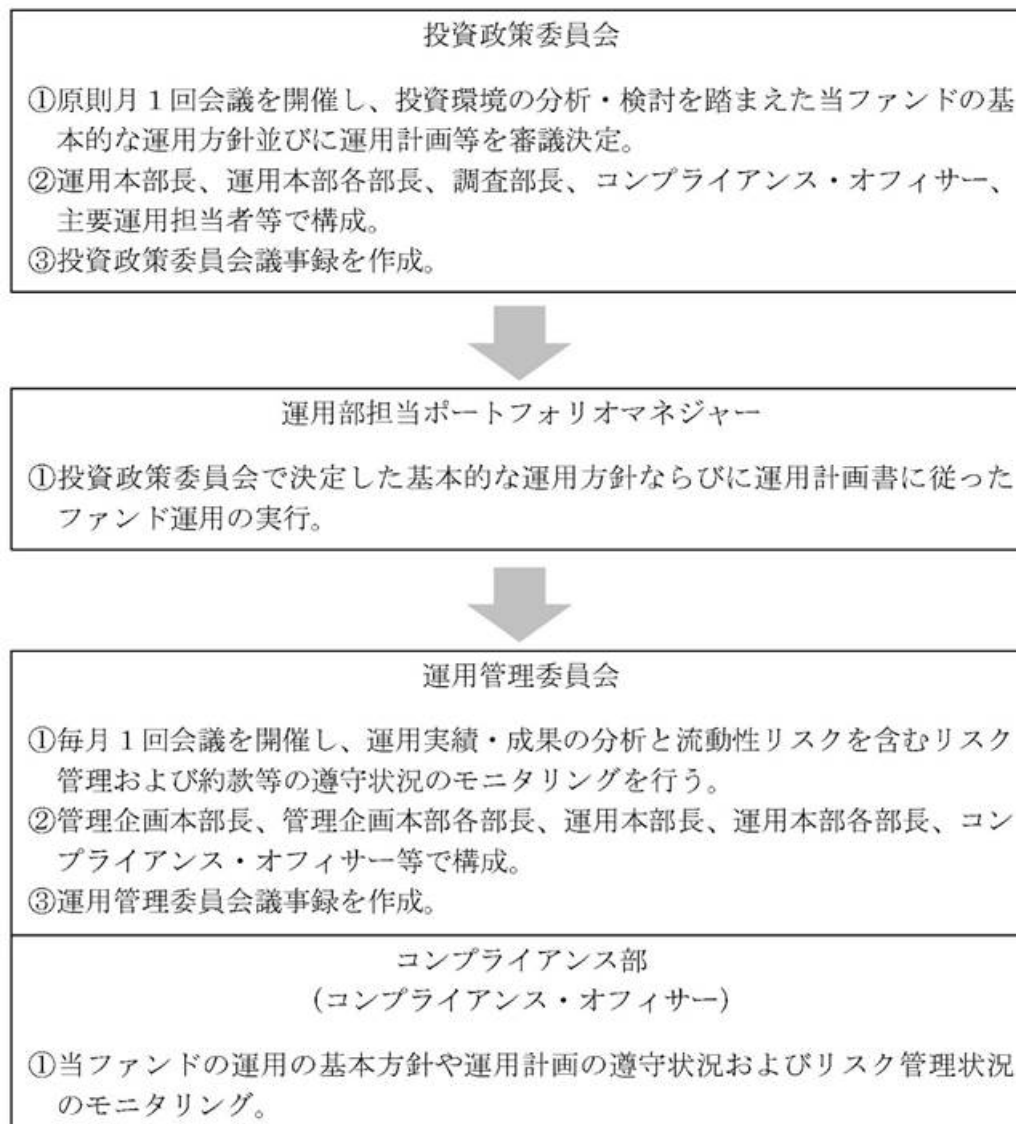 投資政策委員会
①原則月１回会議を開催し、投資環境の分析・検討を踏まえた当ファンドの基
本的な運用方針並びに運用計画等を審議決定。
②運用本部長、運用本部各部長、調査部長、コンプライアンス・オフィサー、
主要運用担当者等で構成。
③投資政策委員会議事録を作成。
運用部担当ポートフォリオマネジャー
①投資政策委員会で決定した基本的な運用方針ならびに運用計画書に従った
ファンド運用の実行。
運用管理委員会
①毎月１回会議を開催し、運用実績・成果の分析と流動性リスクを含むリスク
管理および約款等の遵守状況のモニタリングを行う。
②管理企画本部長、管理企画本部各部長、運用本部長、運用本部各部長、コン
プライアンス・オフィサー等で構成。
③運用管理委員会議事録を作成。
コンプライアンス部
（コンプライアンス・オフィサー）
①当ファンドの運用の基本方針や運用計画の遵守状況およびリスク管理状況
のモニタリング。